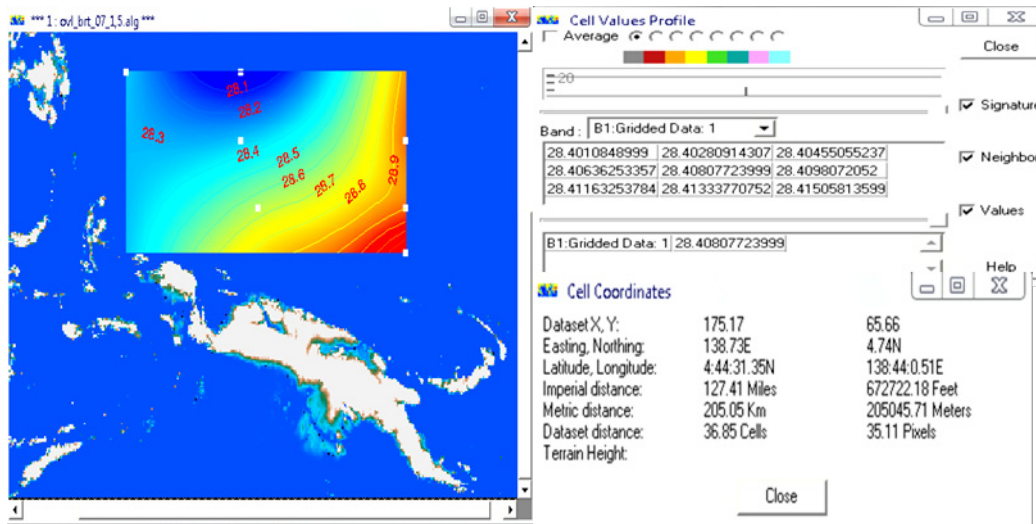 *** 1 : ovl_brt_07_1,5.alg ***
28.1
28.2
28.3
28.4
28.5
28.6
28.7
28.8
28.9
Cell Values Profile
Average
Close
20
Signature
Band : B1:Gridded Data: 1
28.4010848999 28.40280914307 28.40455055237
28.40636253357 28.40807723999 28.4098072052
28.41163253784 28.41333770752 28.41505813599
Neighbo
Values
B1:Gridded Data: 1 28.40807723999
Help
Cell Coordinates
Dataset X, Y: 175.17 65.66
Easting, Northing: 138.73E 4.74N
Latitude, Longitude: 4:44:31.35N 138:44:0.51E
Imperial distance: 127.41 Miles 672722.18 Feet
Metric distance: 205.05 Km 205045.71 Meters
Dataset distance: 36.85 Cells 35.11 Pixels
Terrain Height:
Close